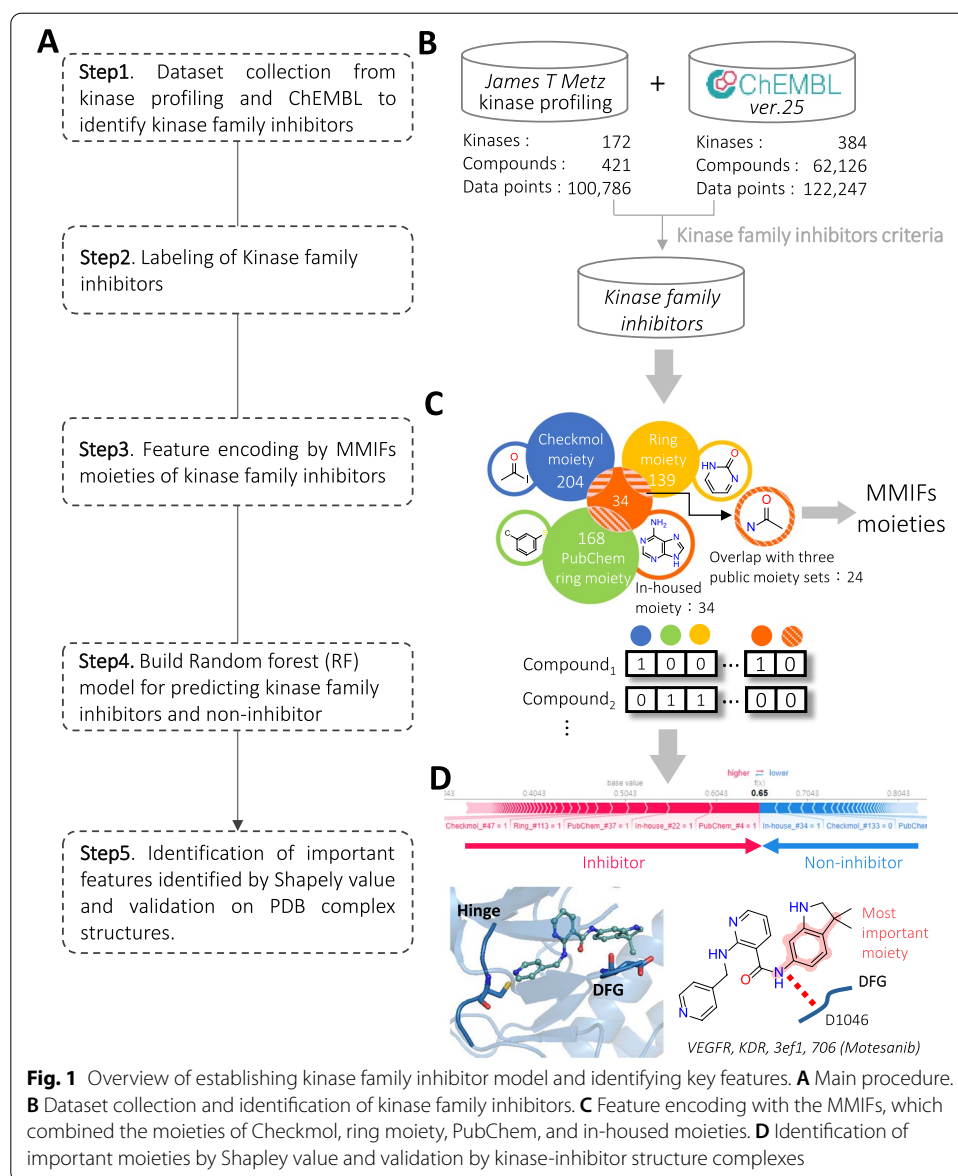 A
Step1. Dataset collection from
kinase profiling and ChEMBL to
identify kinase family inhibitors
Step2. Labeling of Kinase family
inhibitors
Step3. Feature encoding by MMIFs
moieties of kinase family inhibitors
Step4. Build Random forest (RF)
model for predicting kinase family
inhibitors and non-inhibitor
Step5. Identification of important
features identified by Shapely value
and validation on PDB complex
structures.
B
James T Metz
kinase profiling
+
ChEMBL
ver.25
Kinases : 172
Compounds : 421
Data points : 100,786
Kinases : 384
Compounds : 62,126
Data points : 122,247
Kinase family inhibitors criteria
Kinase family
inhibitors
C
Checkmol
moiety
204
Ring
moiety
139
34
168
PubChem
ring moiety
O
I
HN
O
N
C
S
NH2
N
N
N
N
H
In-housed
moiety : 34
O
N
Overlap with three
public moiety sets : 24
MMIFs
moieties
Compound1 1 0 0 ... 1 0
Compound2 0 1 1 ... 0 0
⋮
D
higher ⇄ lower
base value f(x)
043 0.4043 0.5043 0.6043 0.65 0.7043 0.8043
Checkmol_#47 = 1 Ring_#113 = 1 PubChem_#37 = 1 In-house_#22 = 1 PubChem_#4 = 1 In-house_#34 = 1 Checkmol_#133 = 0 PubChem
Inhibitor
Non-inhibitor
Hinge
DFG
HN
N
NH
O
N
H
N
Most
important
moiety
DFG
D1046
VEGFR, KDR, 3ef1, 706 (Motesanib)
Fig. 1 Overview of establishing kinase family inhibitor model and identifying key features. A Main procedure.
B Dataset collection and identification of kinase family inhibitors. C Feature encoding with the MMIFs, which
combined the moieties of Checkmol, ring moiety, PubChem, and in-housed moieties. D Identification of
important moieties by Shapley value and validation by kinase-inhibitor structure complexes